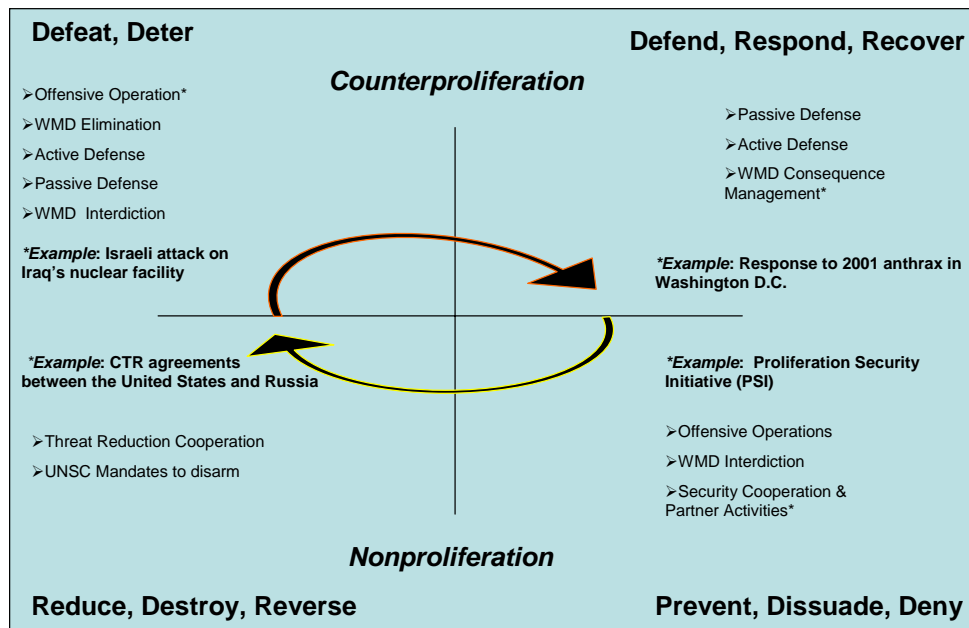 Defeat, Deter
Defend, Respond, Recover
Counterproliferation
➢Offensive Operation*
➢WMD Elimination
➢Active Defense
➢Passive Defense
➢WMD Interdiction
*Example: Israeli attack on
Iraq's nuclear facility
➢Passive Defense
➢Active Defense
➢WMD Consequence
Management*
*Example: Response to 2001 anthrax in
Washington D.C.
*Example: CTR agreements
between the United States and Russia
➢Threat Reduction Cooperation
➢UNSC Mandates to disarm
*Example: Proliferation Security
Initiative (PSI)
➢Offensive Operations
➢WMD Interdiction
➢Security Cooperation &
Partner Activities*
Nonproliferation
Reduce, Destroy, Reverse
Prevent, Dissuade, Deny